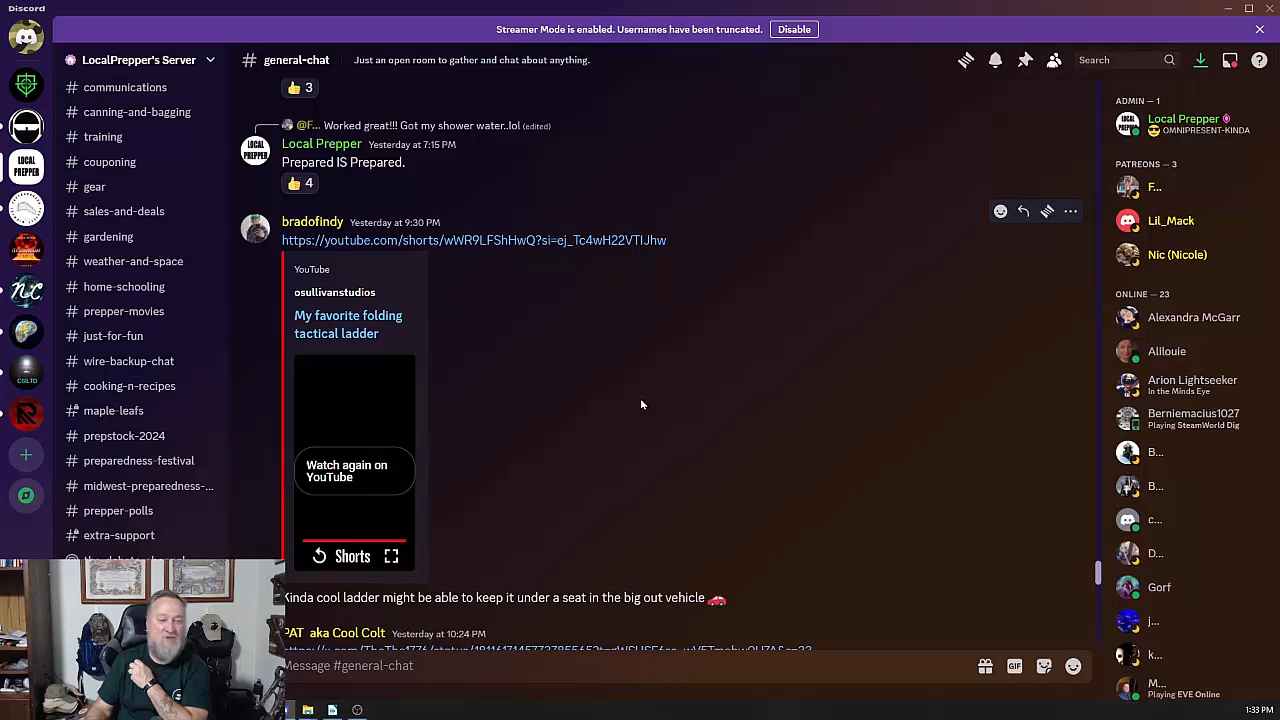 Discord
Streamer Mode is enabled. Usernames have been truncated.
Disable
LocalPrepper's Server
general-chat
Just an open room to gather and chat about anything.
Search
communications
canning-and-bagging
training
couponing
gear
sales-and-deals
gardening
weather-and-space
home-schooling
prepper-movies
just-for-fun
wire-backup-chat
cooking-n-recipes
maple-leafs
prepstock-2024
preparedness-festival
midwest-preparedness-...
prepper-polls
extra-support
LOCAL
PREPPER
CSILTD
3
@F... Worked great!!! Got my shower water..lol (edited)
LOCAL
PREPPER
Local Prepper Yesterday at 7:15 PM
Prepared IS Prepared.
4
bradofIndy Yesterday at 9:30 PM
https://youtube.com/shorts/wWR9LFShHwQ?si=ej_Tc4wH22VTIJhw
YouTube
osullivanstudios
My favorite folding
tactical ladder
Watch again on
YouTube
Shorts
Kinda cool ladder might be able to keep it under a seat in the big out vehicle
PAT aka Cool Colt Yesterday at 10:24 PM
Message #general-chat
GIF
ADMIN — 1
Local Prepper
OMNIPRESENT-KINDA
PATREONS — 3
F...
Lil_Mack
Nic (Nicole)
ONLINE — 23
Alexandra McGarr
Alllouie
Arion Lightseeker
In the Minds Eye
Berniemacius1027
Playing SteamWorld Dig
B...
B...
c...
D...
Gorf
j...
k...
M...
Playing EVE Online
1:33 PM